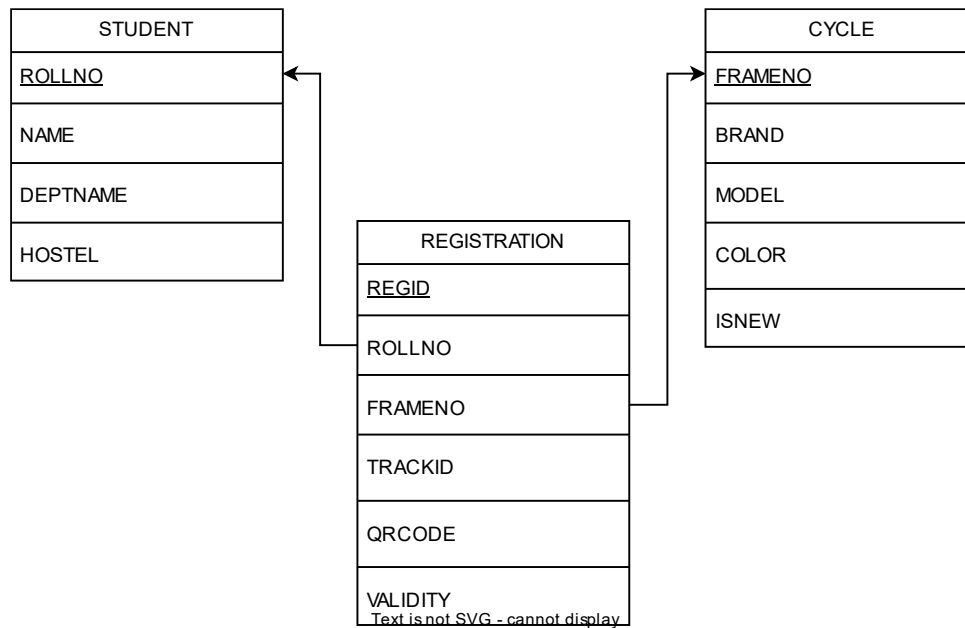 STUDENT
ROLLNO
NAME
DEPTNAME
HOSTEL
REGISTRATION
REGID
ROLLNO
FRAMENO
TRACKID
QRCODE
VALIDITY
Text is not SVG - cannot display
CYCLE
FRAMENO
BRAND
MODEL
COLOR
ISNEW